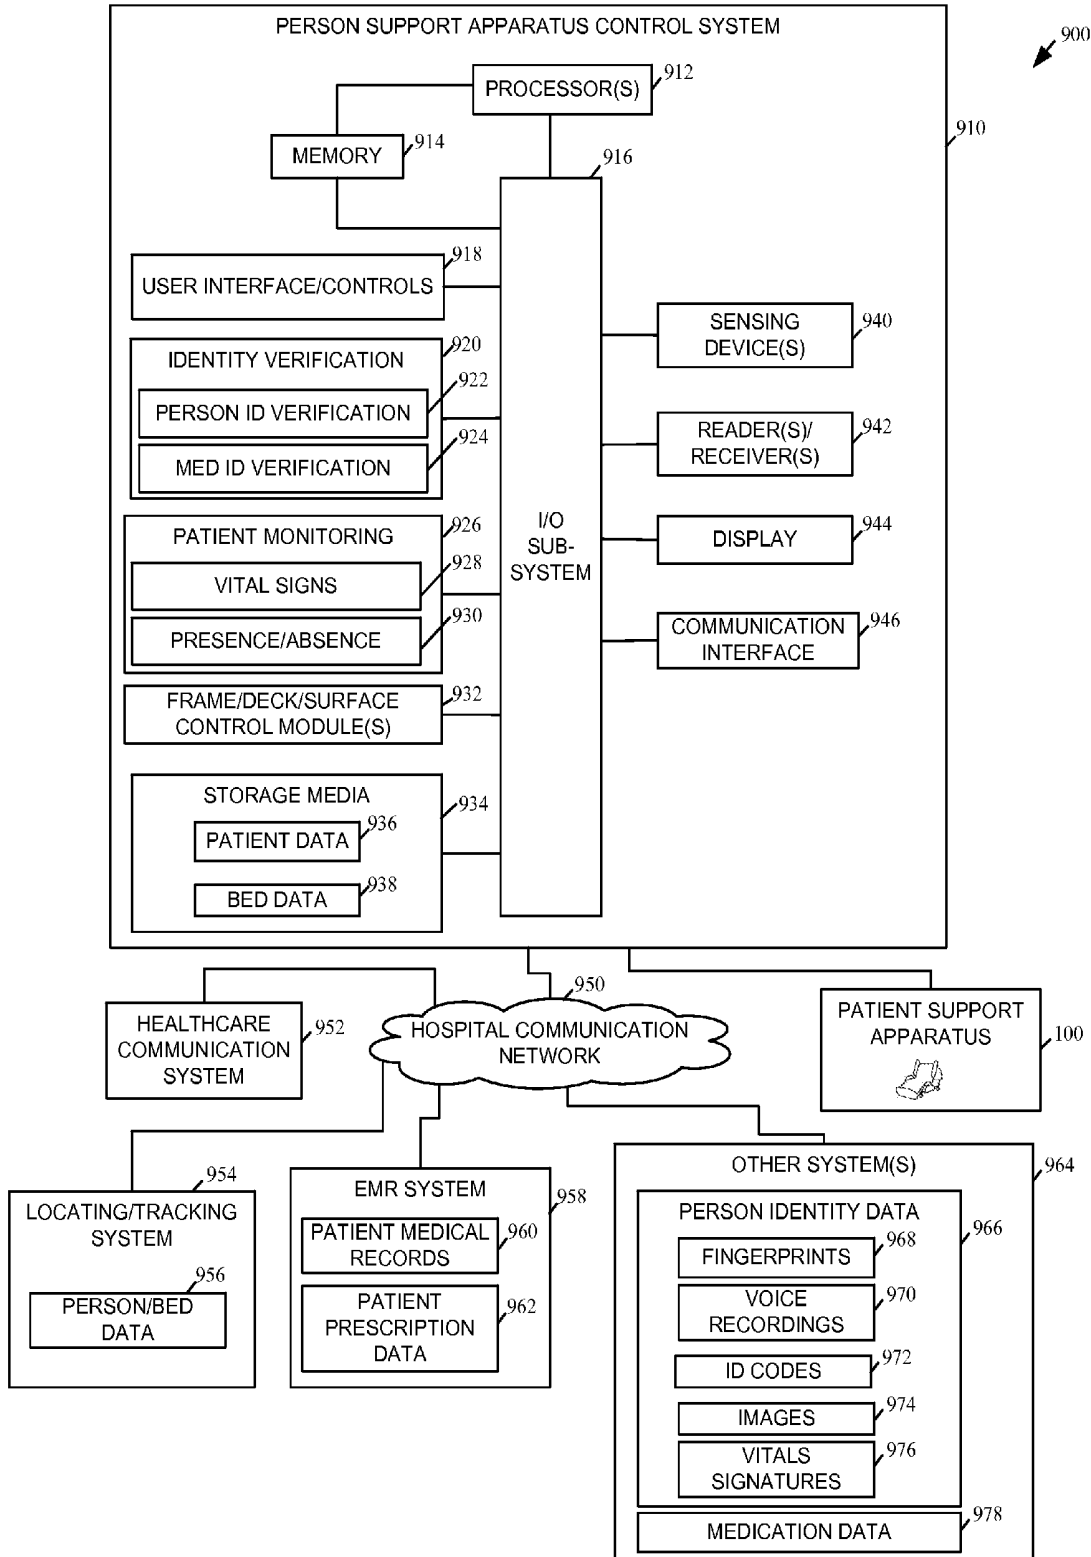 PERSON SUPPORT APPARATUS CONTROL SYSTEM
900
PROCESSOR(S)
912
910
MEMORY
914
916
USER INTERFACE/CONTROLS
918
IDENTITY VERIFICATION
920
PERSON ID VERIFICATION
922
MED ID VERIFICATION
924
PATIENT MONITORING
926
VITAL SIGNS
928
PRESENCE/ABSENCE
930
FRAME/DECK/SURFACE
CONTROL MODULE(S)
932
STORAGE MEDIA
934
PATIENT DATA
936
BED DATA
938
I/O
SUB-
SYSTEM
SENSING
DEVICE(S)
940
READER(S)/
RECEIVER(S)
942
DISPLAY
944
COMMUNICATION
INTERFACE
946
HEALTHCARE
COMMUNICATION
SYSTEM
952
950
HOSPITAL COMMUNICATION
NETWORK
PATIENT SUPPORT
APPARATUS
100
954
LOCATING/TRACKING
SYSTEM
956
PERSON/BED
DATA
EMR SYSTEM
958
PATIENT MEDICAL
RECORDS
960
PATIENT
PRESCRIPTION
DATA
962
OTHER SYSTEM(S)
964
PERSON IDENTITY DATA
966
FINGERPRINTS
968
VOICE
RECORDINGS
970
ID CODES
972
IMAGES
974
VITALS
SIGNATURES
976
MEDICATION DATA
978